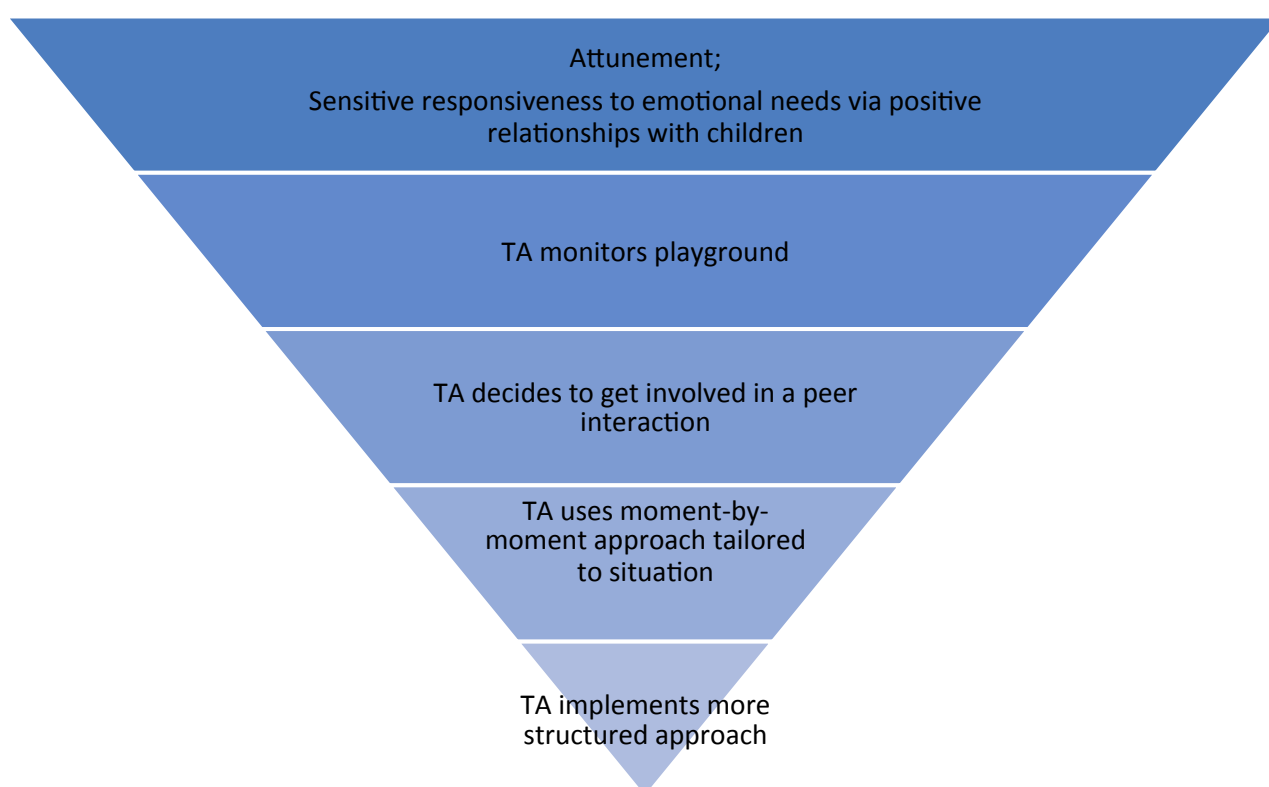 Attunement;
Sensitive responsiveness to emotional needs via positive
relationships with children
TA monitors playground
TA decides to get involved in a peer
interaction
TA uses moment-by-
moment approach tailored
to situation
TA implements more
structured approach